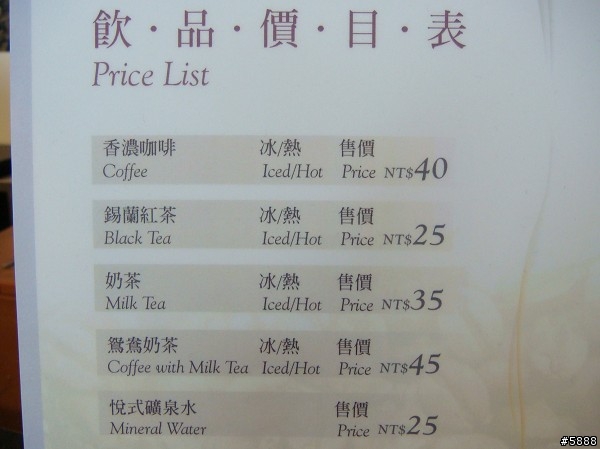 飲·品·價·目·表
Price List
香濃咖啡 冰/熱 售價
Coffee Iced/Hot Price NT$40
錫蘭紅茶 冰/熱 售價
Black Tea Iced/Hot Price NT$25
奶茶 冰/熱 售價
Milk Tea Iced/Hot Price NT$35
鴛鴦奶茶 冰/熱 售價
Coffee with Milk Tea Iced/Hot Price NT$45
悅式礦泉水 售價
Mineral Water Price NT$25
#5888